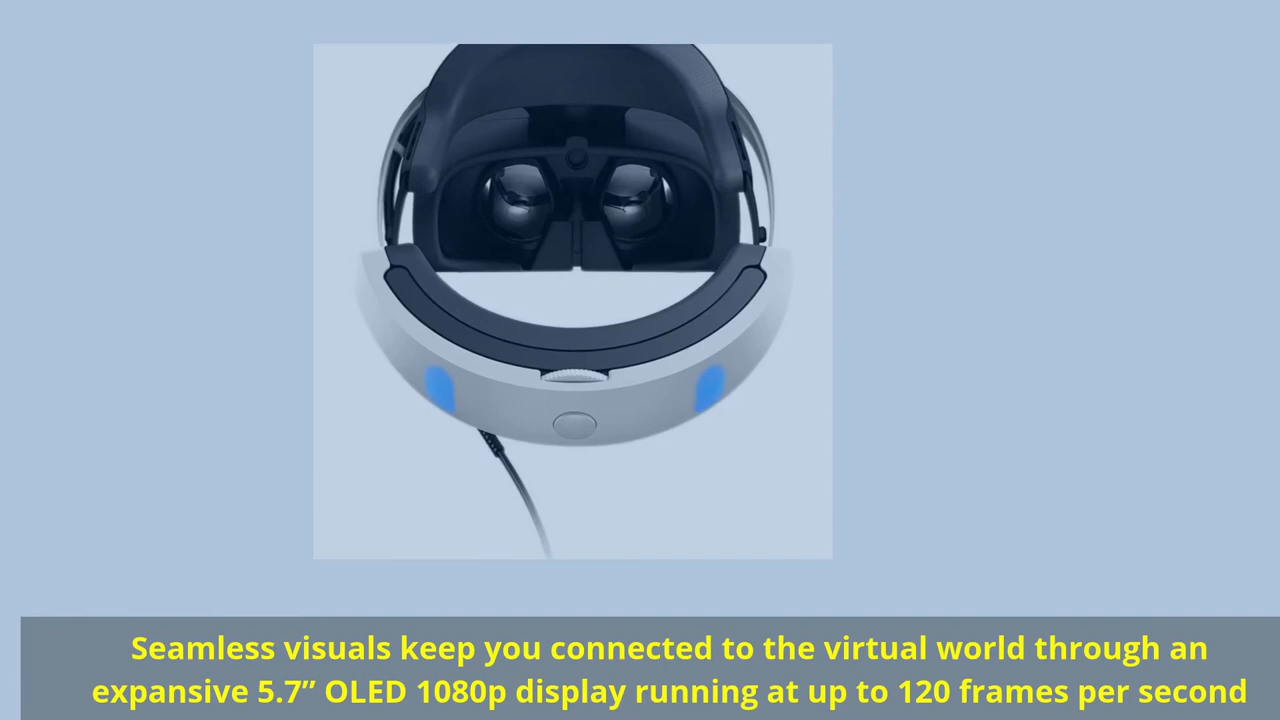 Seamless visuals keep you connected to the virtual world through an
expansive 5.7” OLED 1080p display running at up to 120 frames per second